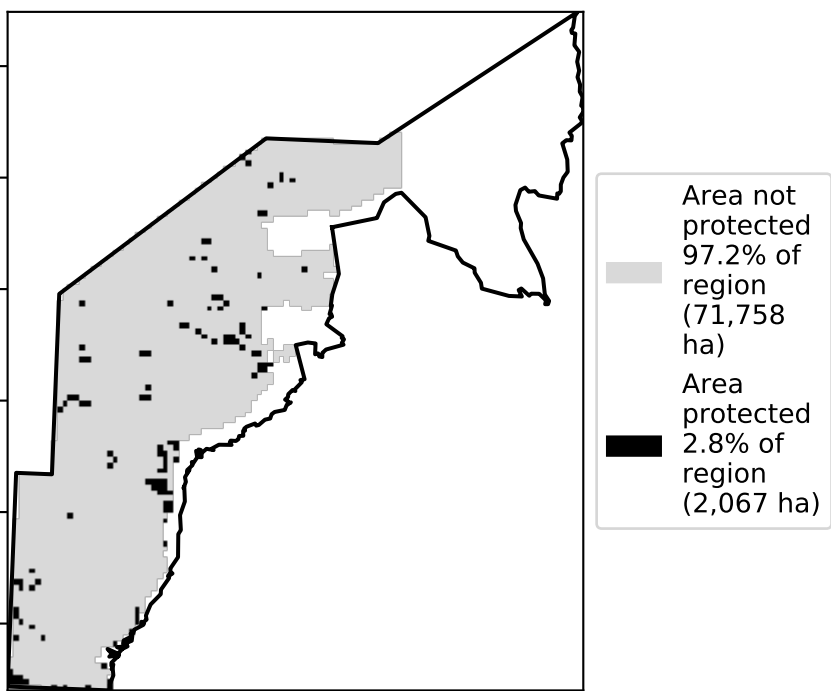 Area not
protected
97.2% of
region
(71,758
ha)
Area
protected
2.8% of
region
(2,067 ha)